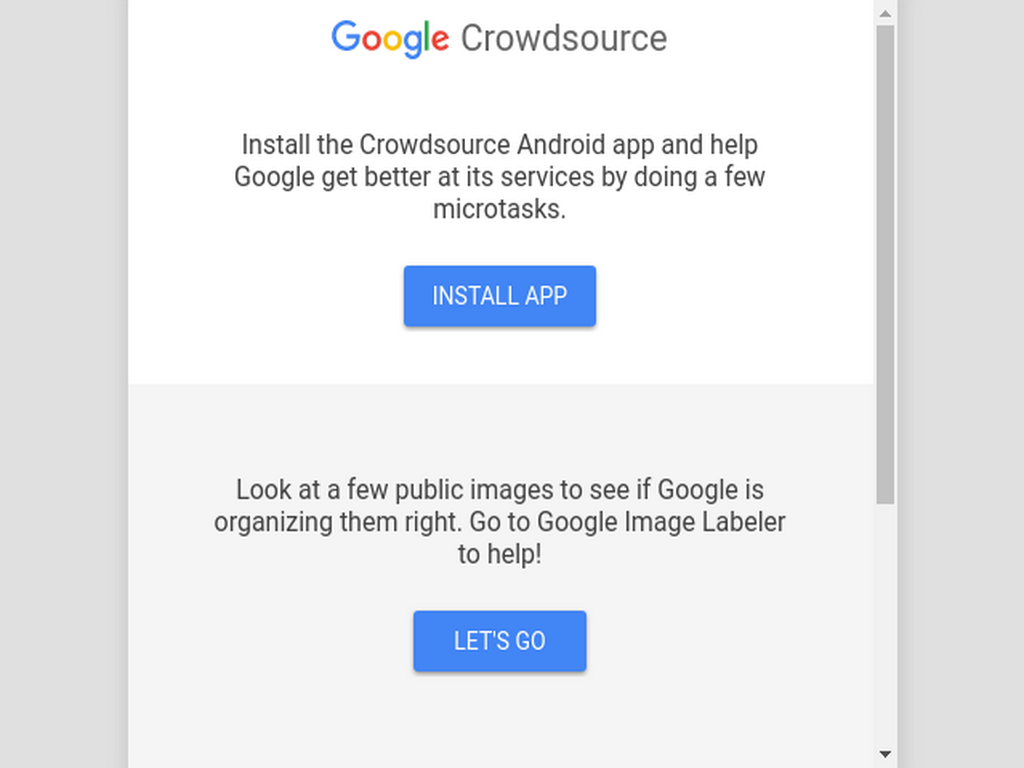 Google Crowdsource
Install the Crowdsource Android app and help
Google get better at its services by doing a few
microtasks.
INSTALL APP
Look at a few public images to see if Google is
organizing them right. Go to Google Image Labeler
to help!
LET'S GO